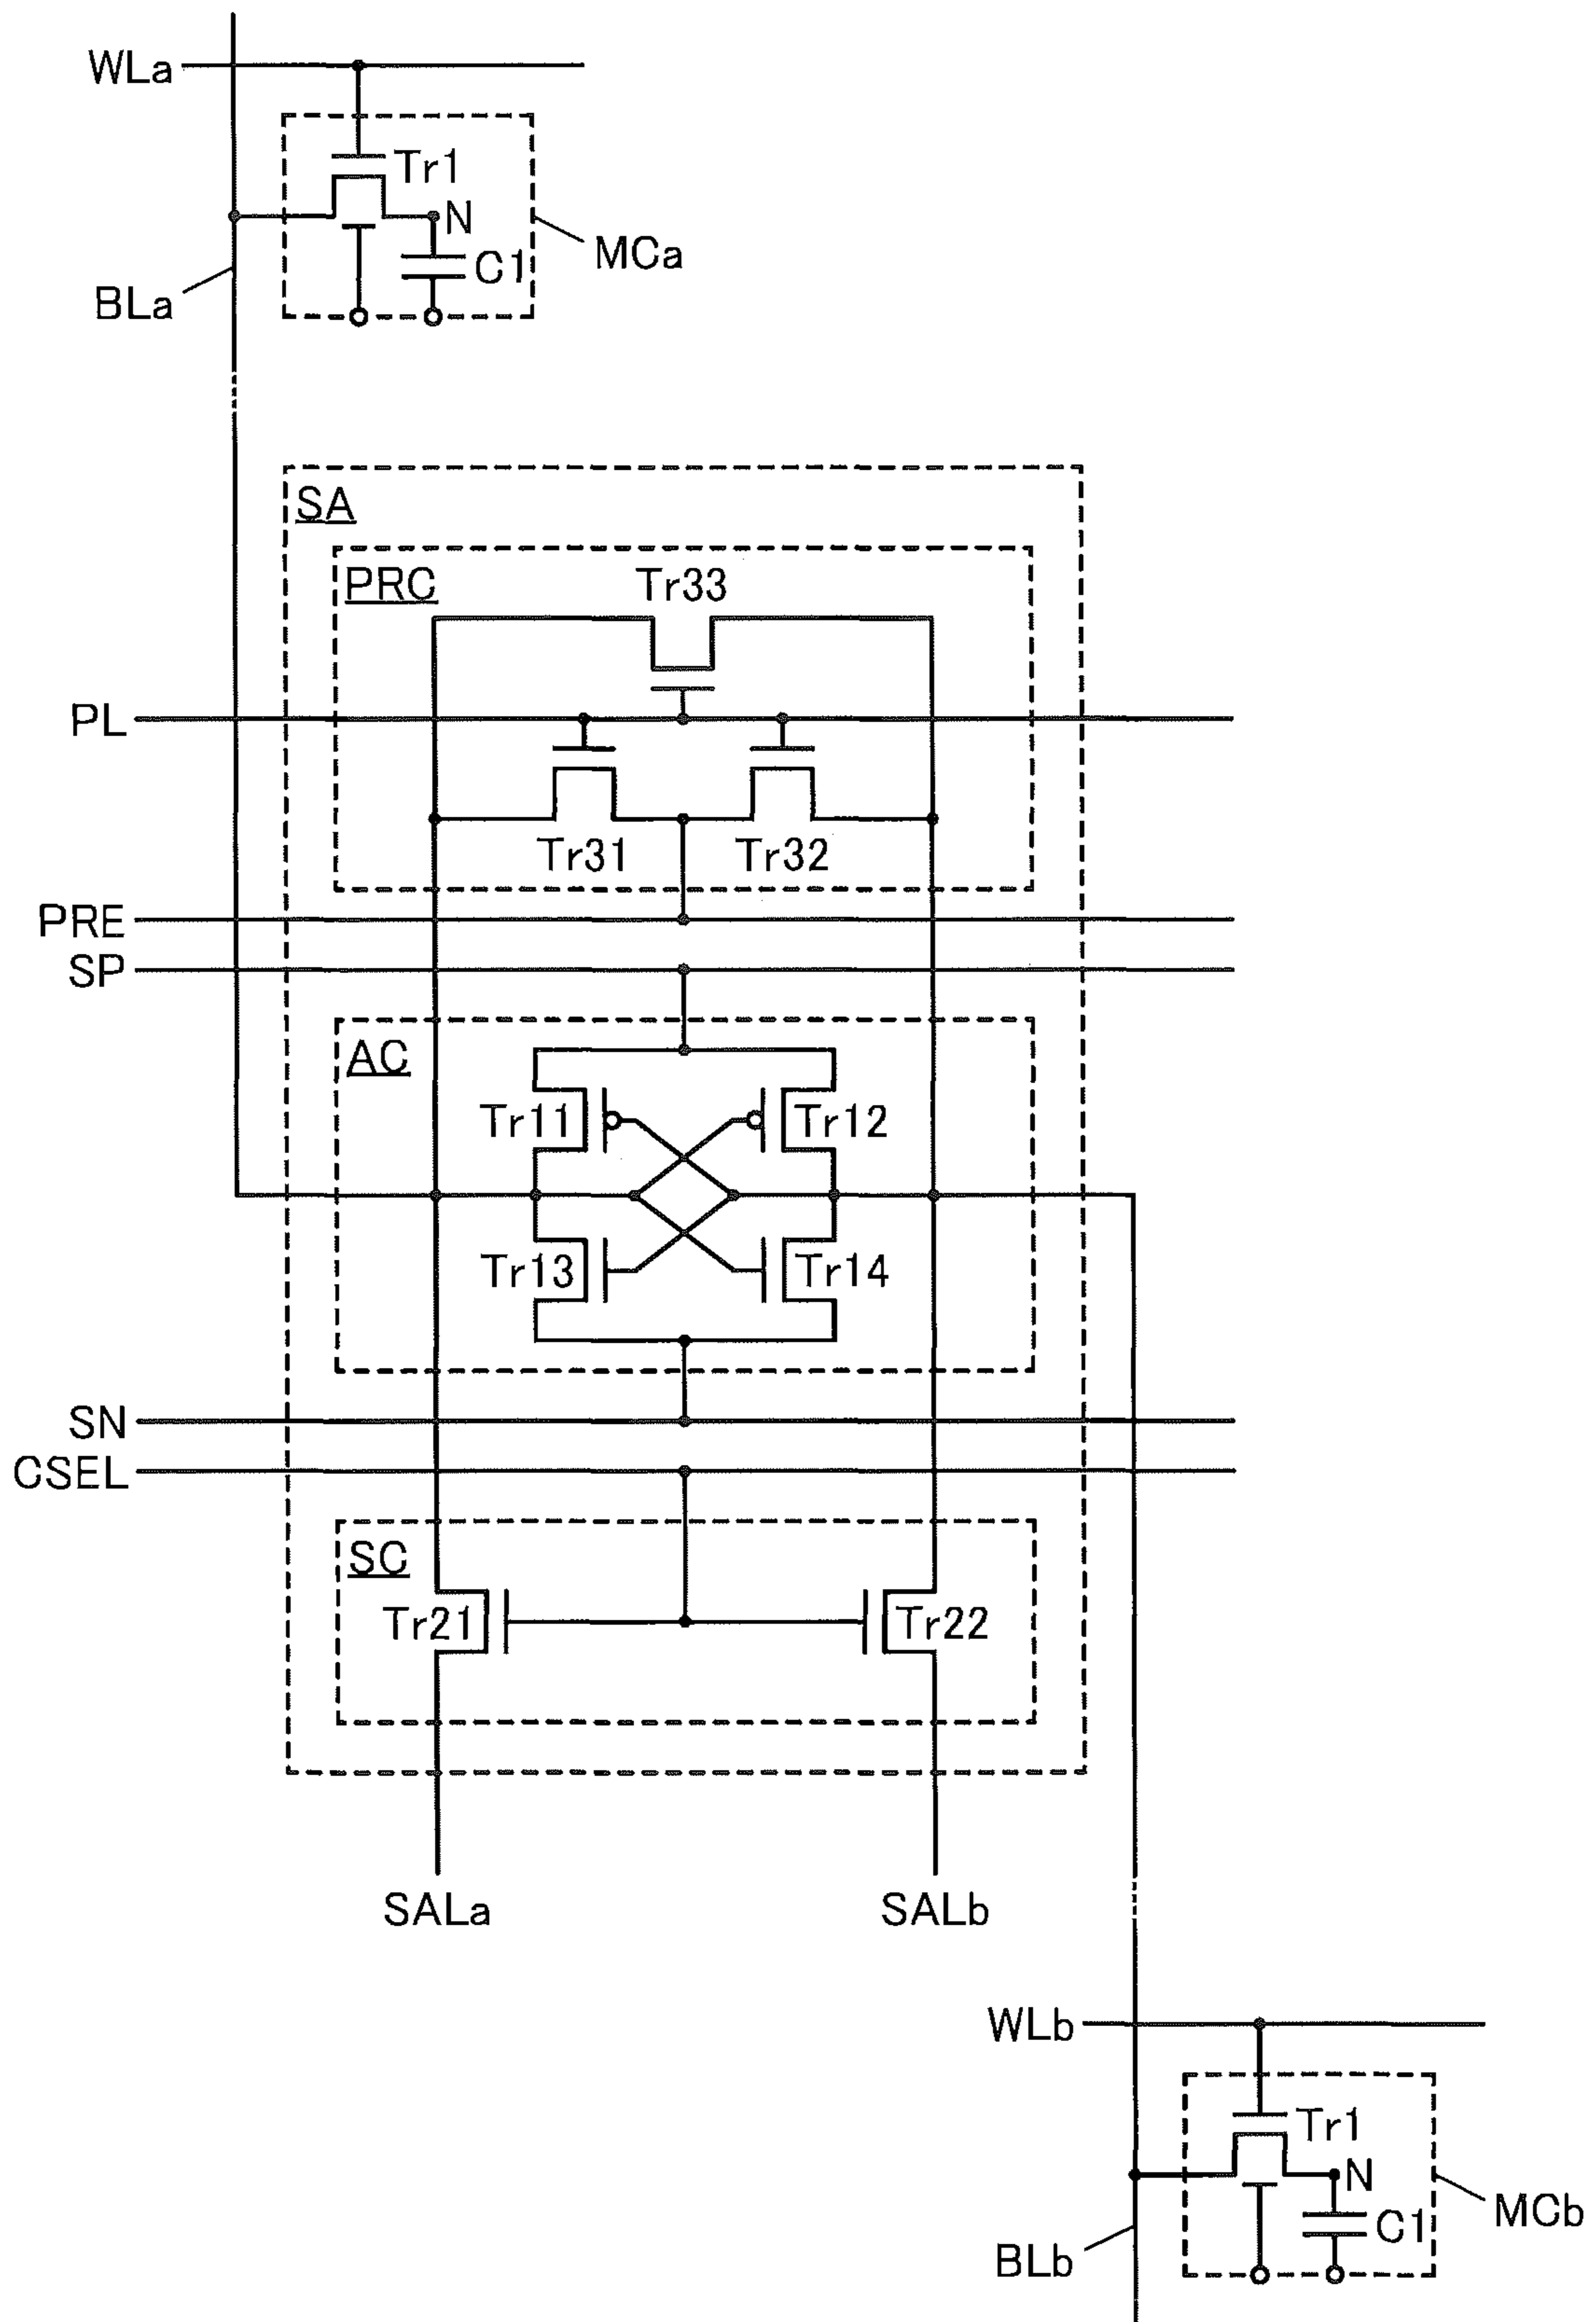 WLa
Tr1
N
MCa
C1
BLa
SA
PRC
Tr33
PL
Tr31
Tr32
PRE
SP
AC
Tr11
Tr12
Tr13
Tr14
SN
CSEL
SC
Tr21
Tr22
SALa
SALb
WLb
Tr1
N
MCb
C1
BLb